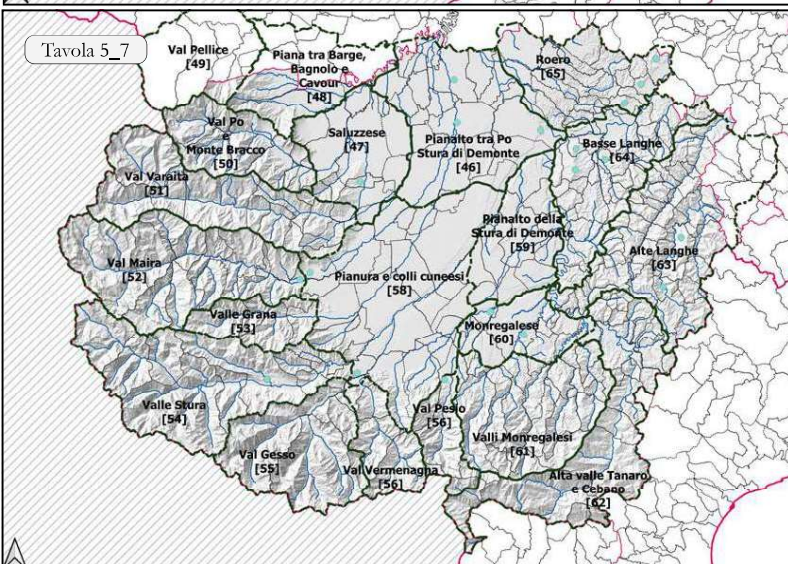 Tavola 5_7
Val Pellice
[49]
Piana tra Barge,
Bagnolo e
Cavour
[48]
Roero
[65]
Val Po
e
Monte Bracco
[50]
Saluzzese
[47]
Pianalto tra Po
Stura di Demonte
[46]
Basse Langhe
[64]
Val Varaita
[51]
Pianalto della
Stura di Demonte
[59]
Alte Langhe
[63]
Val Maira
[52]
Pianura e colli cuneesi
[58]
Valle Grana
[53]
Monregalese
[60]
Valle Stura
[54]
Val Pesio
[56]
Valli Monregalesi
[61]
Val Gesso
[55]
Val Vermenagna
[56]
Alta valle Tanaro
e Cebano
[62]